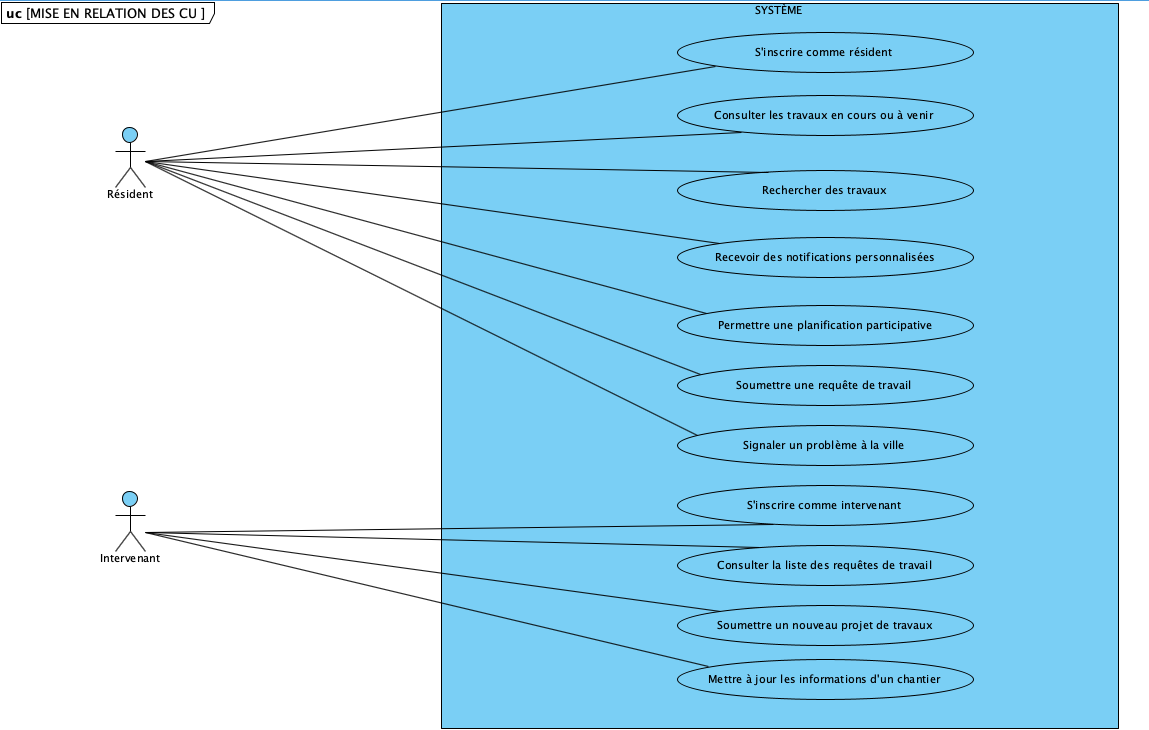 uc [MISE EN RELATION DES CU ]
SYSTÈME
S'inscrire comme résident
Consulter les travaux en cours ou à venir
Résident
Rechercher des travaux
Recevoir des notifications personnalisées
Permettre une planification participative
Soumettre une requête de travail
Signaler un problème à la ville
S'inscrire comme intervenant
Intervenant
Consulter la liste des requêtes de travail
Soumettre un nouveau projet de travaux
Mettre à jour les informations d'un chantier